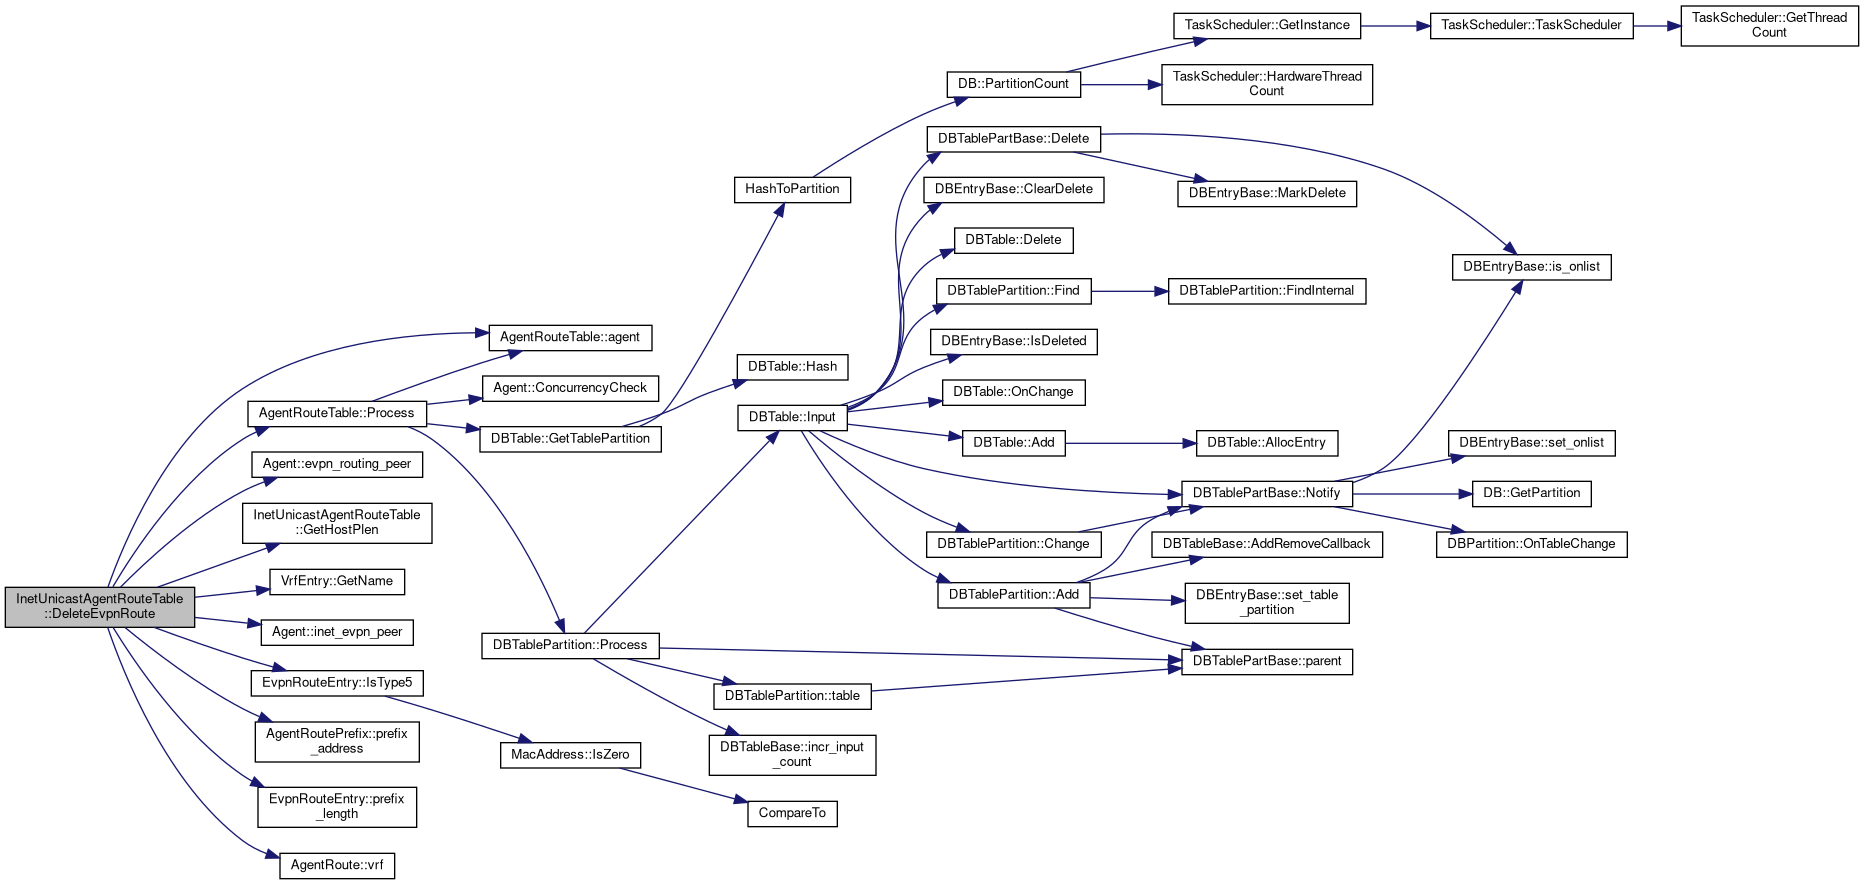 InetUnicastAgentRouteTable
::DeleteEvpnRoute
AgentRouteTable::agent
AgentRouteTable::Process
Agent::evpn_routing_peer
InetUnicastAgentRouteTable
::GetHostPlen
VrfEntry::GetName
Agent::inet_evpn_peer
EvpnRouteEntry::IsType5
AgentRoutePrefix::prefix
_address
EvpnRouteEntry::prefix
_length
AgentRoute::vrf
Agent::ConcurrencyCheck
DBTable::GetTablePartition
DBTablePartition::Process
MacAddress::IsZero
HashToPartition
DBTable::Hash
DBTable::Input
DBTablePartition::table
DBTableBase::incr_input
_count
CompareTo
DB::PartitionCount
DBTablePartBase::Delete
DBEntryBase::ClearDelete
DBTable::Delete
DBTablePartition::Find
DBEntryBase::IsDeleted
DBTable::OnChange
DBTable::Add
DBTablePartition::Change
DBTablePartition::Add
TaskScheduler::GetInstance
TaskScheduler::HardwareThread
Count
DBEntryBase::MarkDelete
DBTablePartition::FindInternal
DBTable::AllocEntry
DBTablePartBase::Notify
DBTableBase::AddRemoveCallback
DBEntryBase::set_table
_partition
DBTablePartBase::parent
TaskScheduler::TaskScheduler
DBEntryBase::is_onlist
DBEntryBase::set_onlist
DB::GetPartition
DBPartition::OnTableChange
TaskScheduler::GetThread
Count